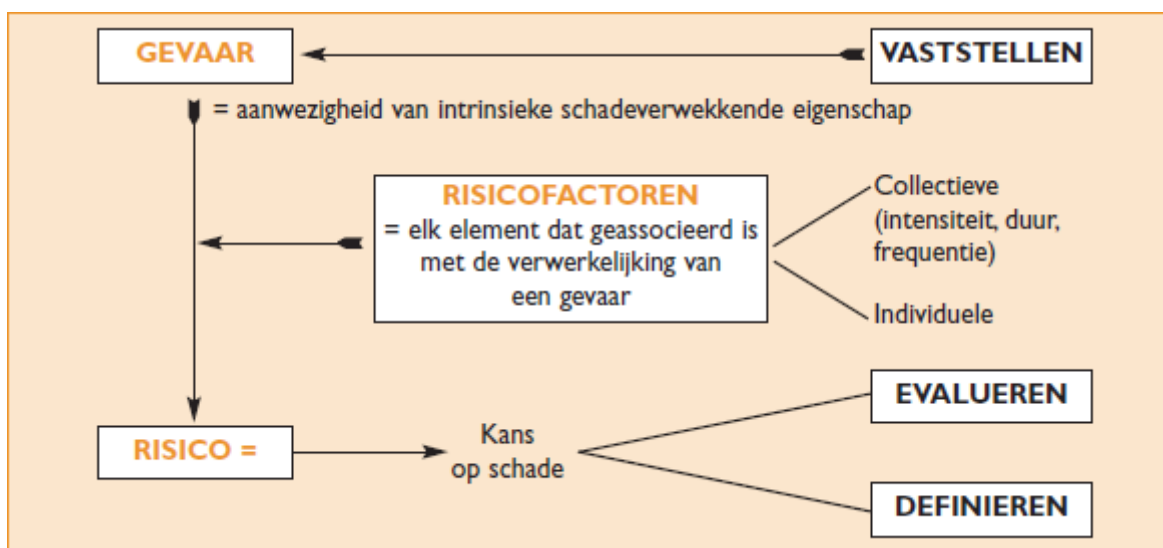 GEVAAR
VASTSTELLEN
= aanwezigheid van intrinsieke schadeverwekkende eigenschap
RISICOFACTOREN
= elk element dat geassocieerd is
met de verwerkelijking van
een gevaar
Collectieve
(intensiteit, duur,
frequentie)
Individuele
EVALUEREN
RISICO =
Kans
op schade
DEFINIEREN